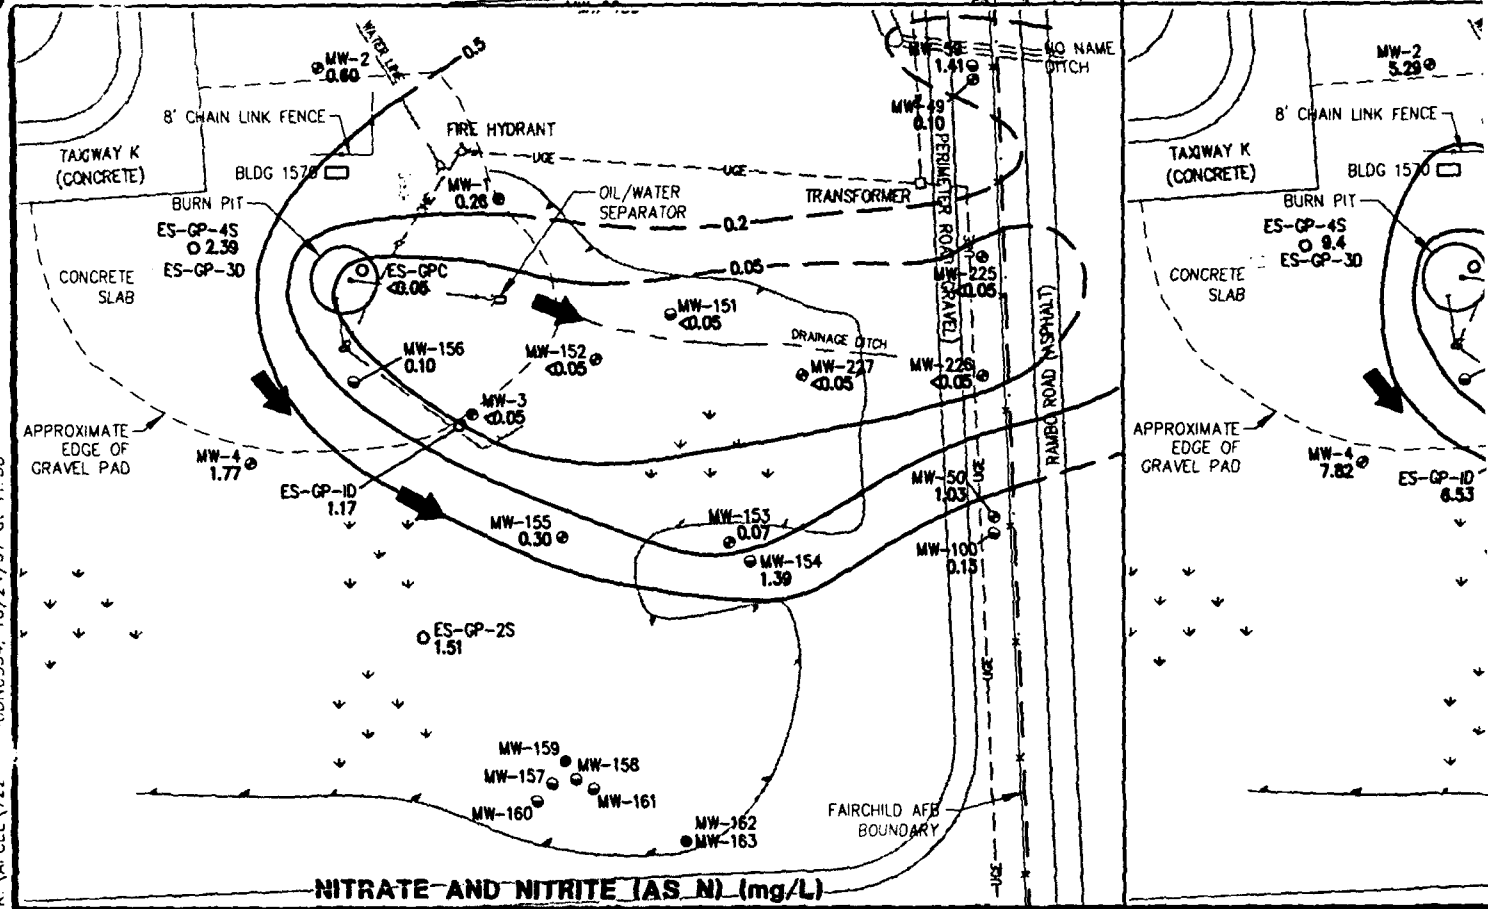 WATER LINE
0.5
MW-2
0.60
8' CHAIN LINK FENCE
TAXIWAY K
(CONCRETE)
BLDG 1570
FIRE HYDRANT
UGE
UGE
MW-1
0.26
OIL/WATER
SEPARATOR
TRANSFORMER
MW-59
1.41
NO NAME
DITCH
MW-49
0.10
PERIMETER ROAD (GRAVEL)
BURN PIT
ES-GP-4S
2.39
ES-GP-3D
CONCRETE
SLAB
0.2
0.05
ES-GPC
<0.05
MW-225
<0.05
MW-151
<0.05
DRAINAGE DITCH
MW-152
<0.05
MW-156
0.10
MW-227
<0.05
MW-226
<0.05
RAMBO ROAD (ASPHALT)
MW-3
<0.05
APPROXIMATE
EDGE OF
GRAVEL PAD
MW-4
1.77
ES-GP-1D
1.17
MW-50
1.03
UGE
MW-155
0.30
MW-153
0.07
MW-154
1.39
MW-100
0.13
ES-GP-2S
1.51
UGE
MW-159
MW-158
MW-157
MW-161
MW-160
MW-162
MW-163
FAIRCHILD AFB
BOUNDARY
UGE
NITRATE AND NITRITE (AS N) (mg/L)
MW-2
5.29
8' CHAIN LINK FENCE
TAXIWAY K
(CONCRETE)
BLDG 1570
BURN PIT
ES-GP-4S
9.4
ES-GP-3D
CONCRETE
SLAB
APPROXIMATE
EDGE OF
GRAVEL PAD
MW-4
7.82
ES-GP-1D
6.53